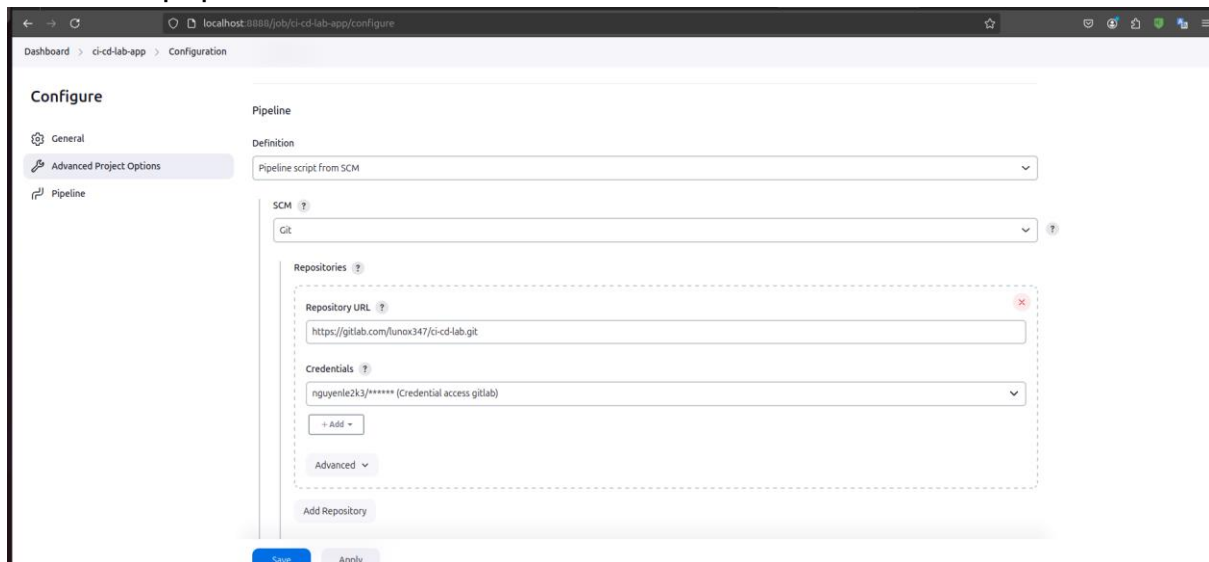 localhost:8888/job/ci-cd-lab-app/configure
Dashboard > ci-cd-lab-app > Configuration
Configure
General
Advanced Project Options
Pipeline
Pipeline
Definition
Pipeline script from SCM
SCM ?
Git
?
Repositories ?
Repository URL ?
https://gitlab.com/lunox347/ci-cd-lab.git
Credentials ?
nguyenle2k3/****** (Credential access gitlab)
+ Add
Advanced
Add Repository
Save Apply